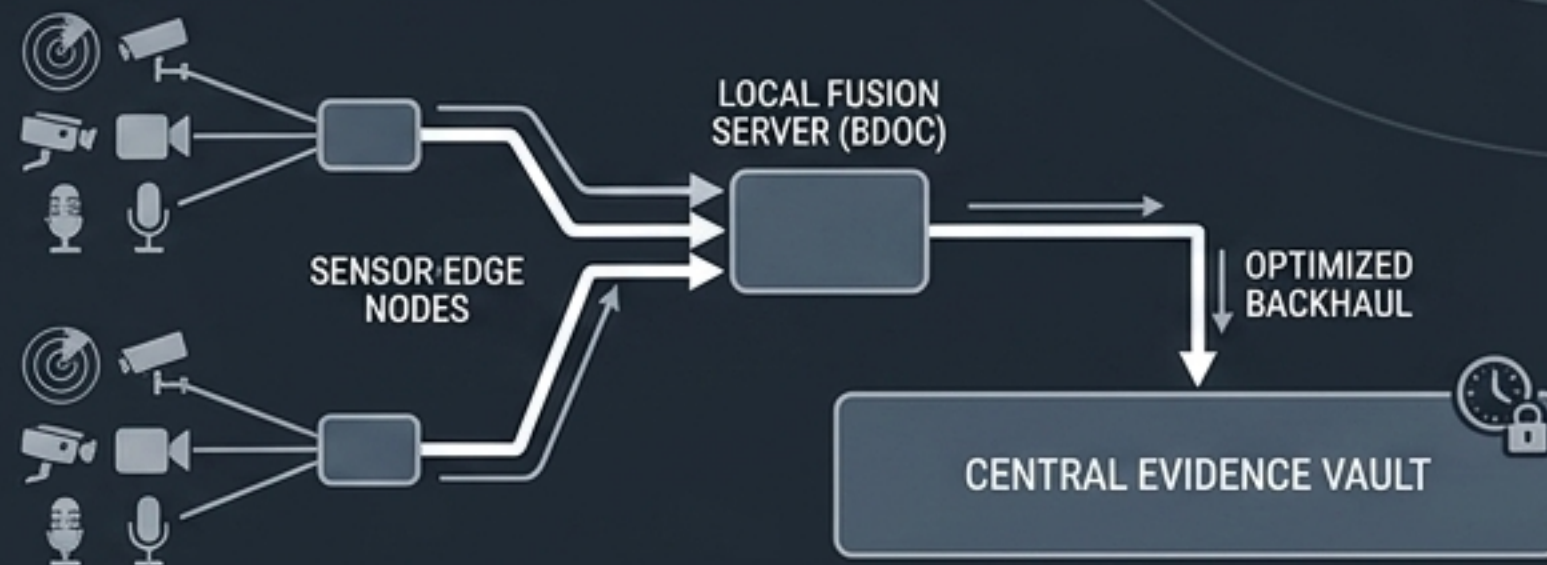 LOCAL FUSION
SERVER (BDOC)
SENSOR EDGE
NODES
OPTIMIZED
BACKHAUL
CENTRAL EVIDENCE VAULT